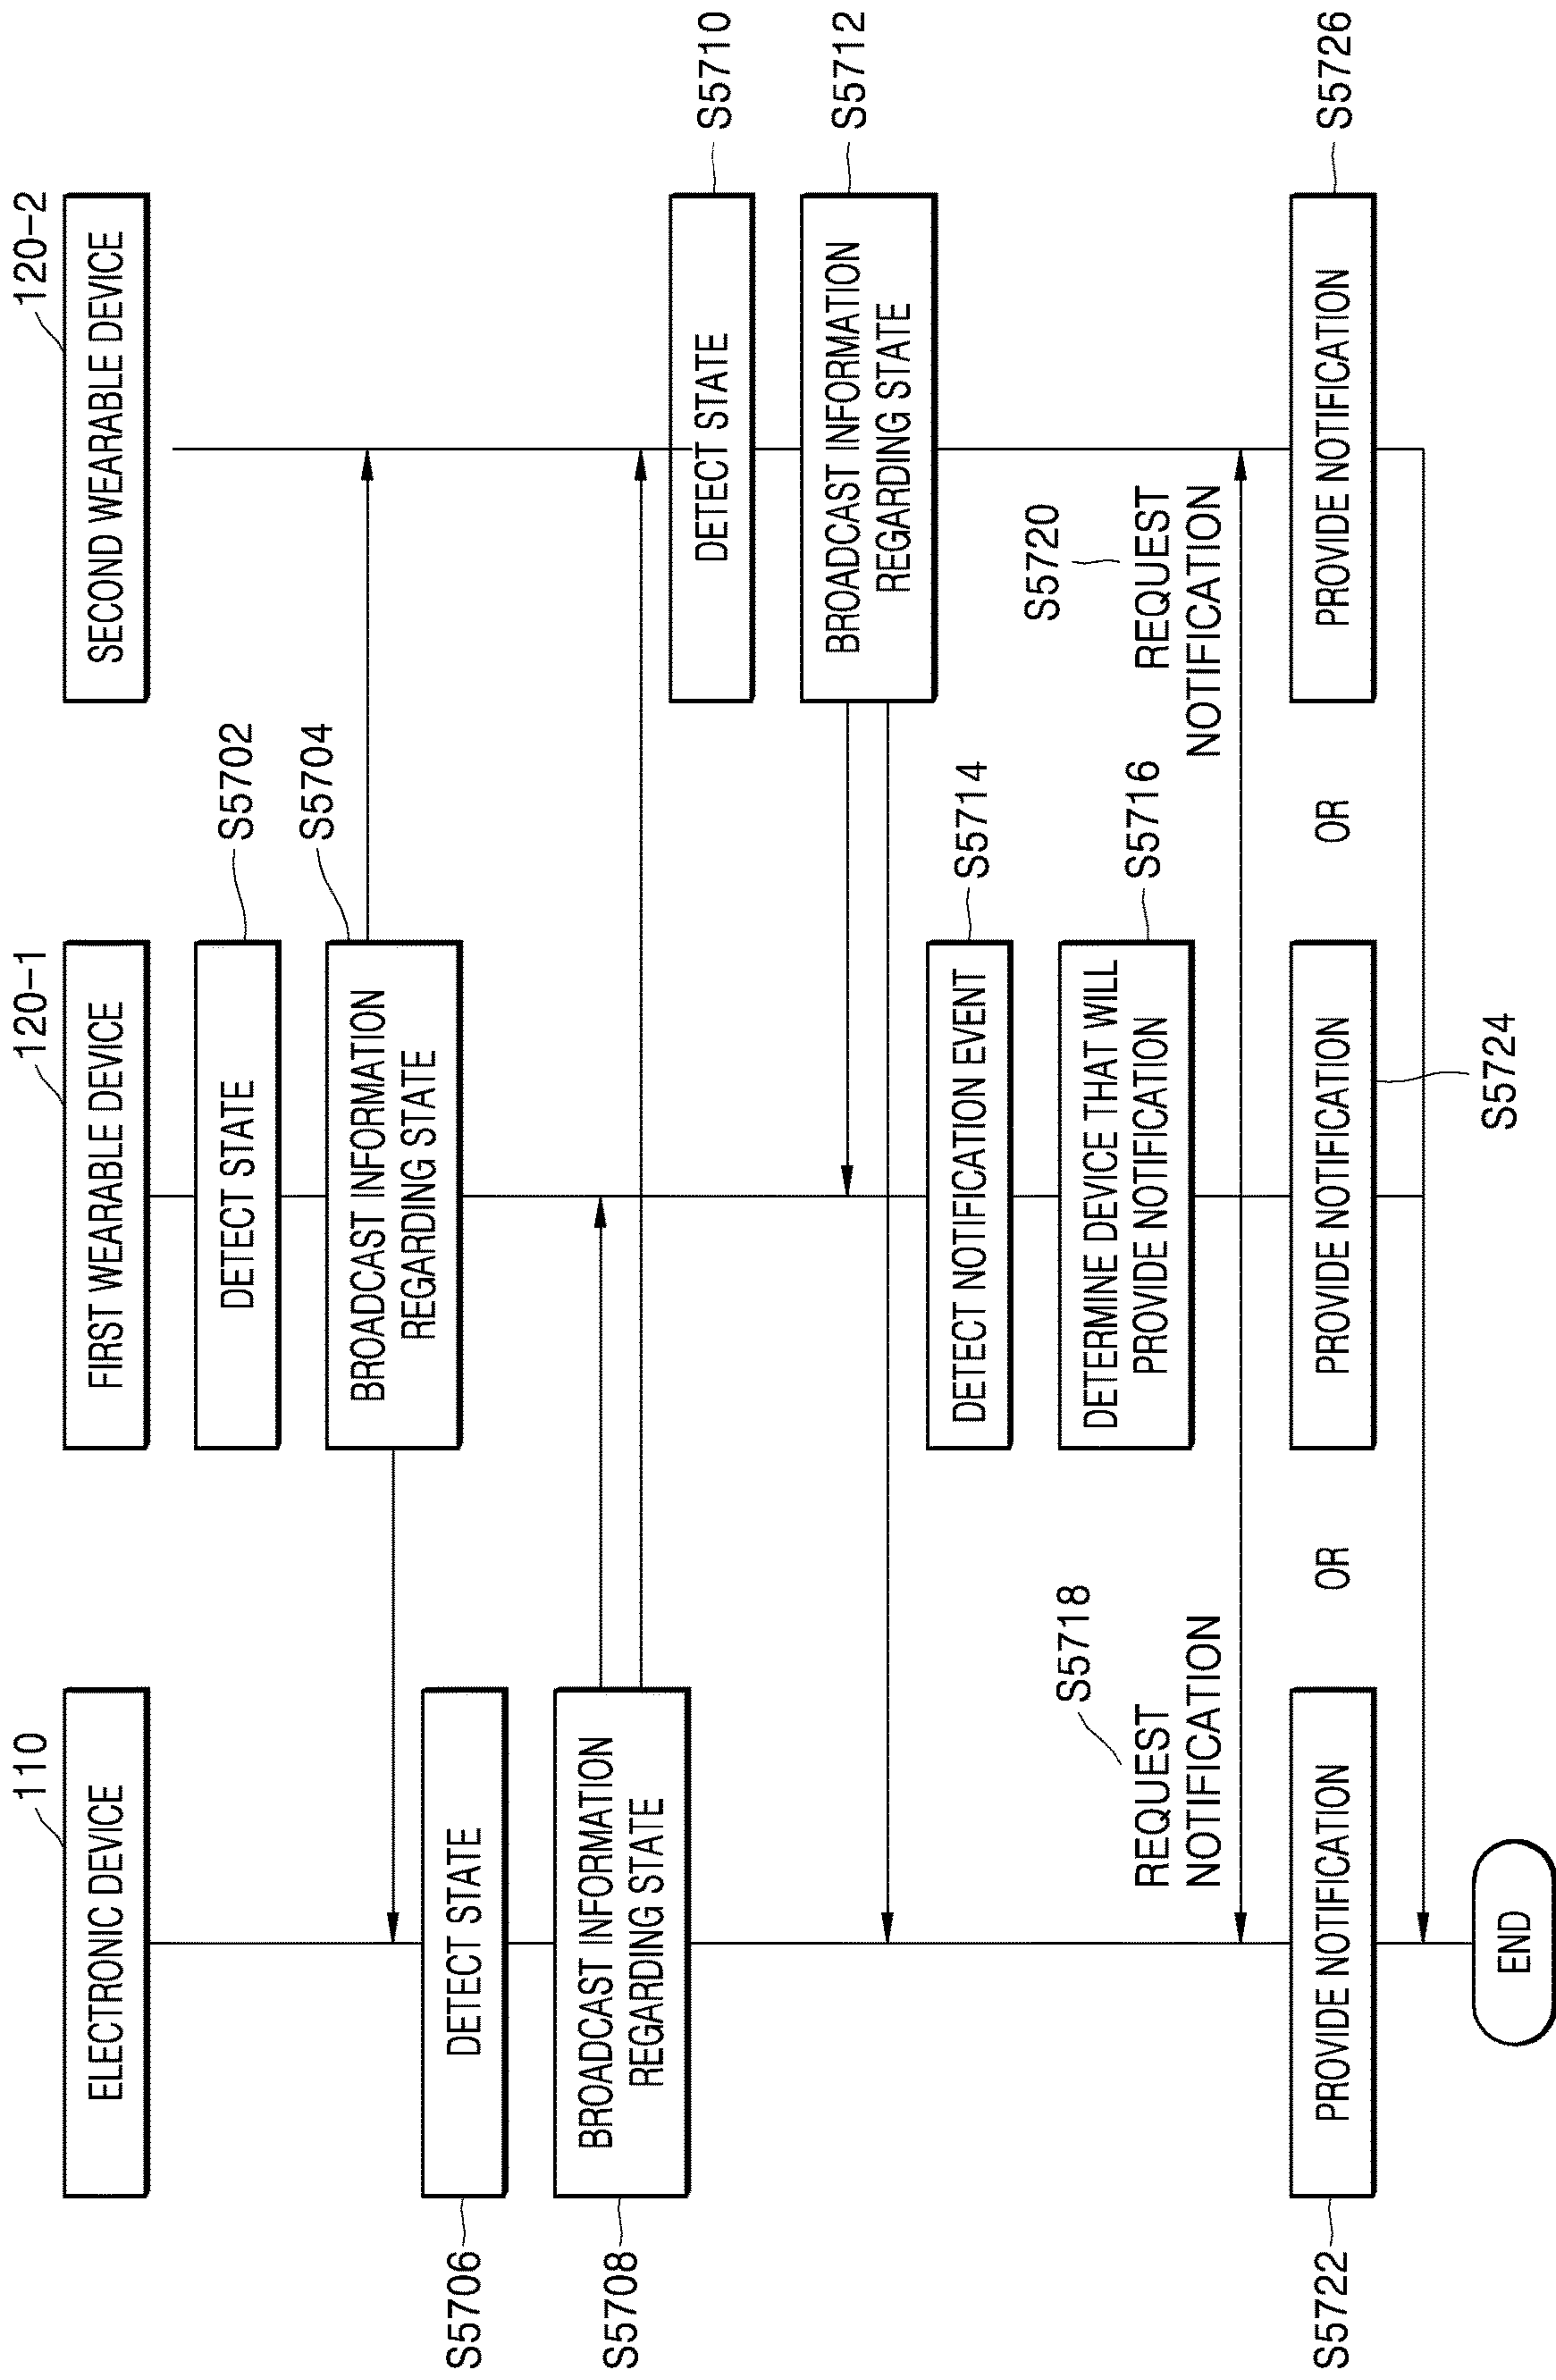 110
120-1
120-2
ELECTRONIC DEVICE
FIRST WEARABLE DEVICE
SECOND WEARABLE DEVICE
DETECT STATE
S5702
BROADCAST INFORMATION
REGARDING STATE
S5704
S5706
DETECT STATE
S5708
BROADCAST INFORMATION
REGARDING STATE
DETECT STATE
S5710
BROADCAST INFORMATION
REGARDING STATE
S5712
DETECT NOTIFICATION EVENT
S5714
DETERMINE DEVICE THAT WILL
PROVIDE NOTIFICATION
S5716
S5718
REQUEST
NOTIFICATION
S5720
REQUEST
NOTIFICATION
S5722
PROVIDE NOTIFICATION
OR
PROVIDE NOTIFICATION
OR
PROVIDE NOTIFICATION
S5726
S5724
END